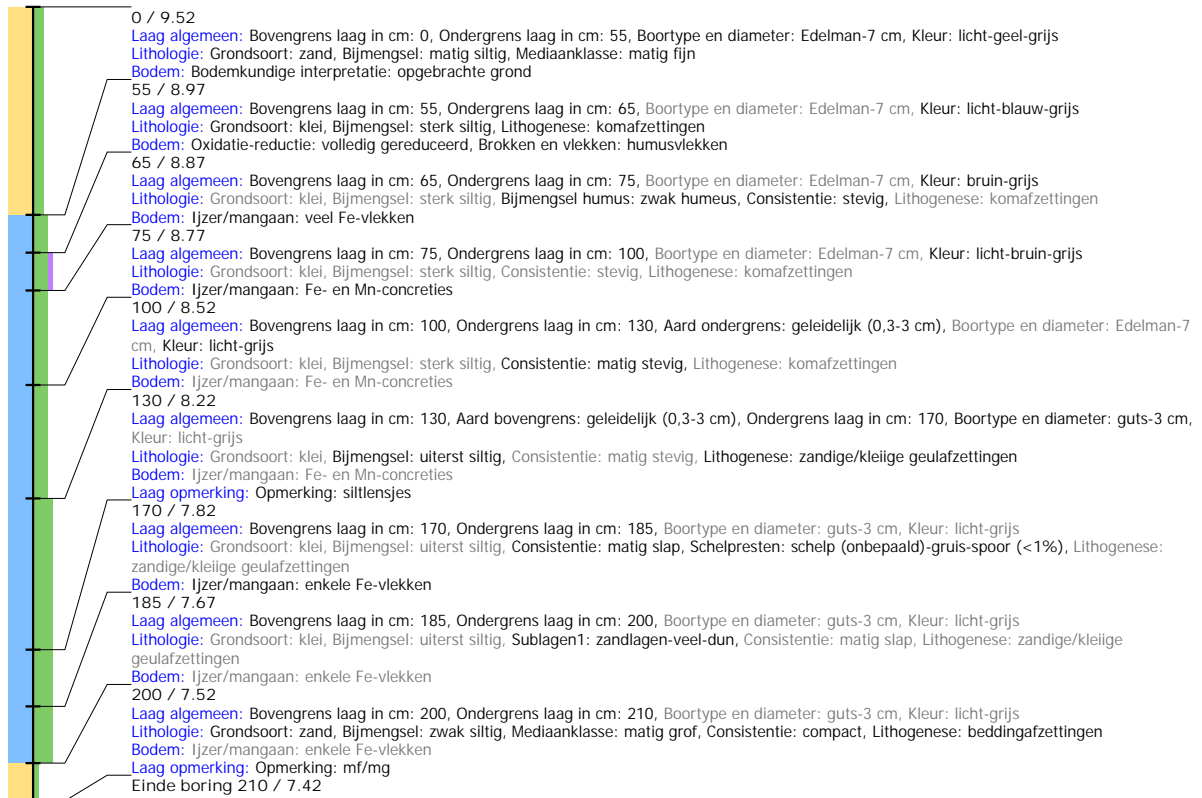 0 / 9.52
Laag algemeen: Bovengrens laag in cm: 0, Ondergrens laag in cm: 55, Boortype en diameter: Edelman-7 cm, Kleur: licht-geel-grijs
Lithologie: Grondsoort: zand, Bijmengsel: matig siltig, Mediaanklasse: matig fijn
Bodem: Bodemkundige interpretatie: opgebrachte grond
55 / 8.97
Laag algemeen: Bovengrens laag in cm: 55, Ondergrens laag in cm: 65, Boortype en diameter: Edelman-7 cm, Kleur: licht-blauw-grijs
Lithologie: Grondsoort: klei, Bijmengsel: sterk siltig, Lithogenese: komafzettingen
Bodem: Oxidatie-reductie: volledig gereduceerd, Brokken en vlekken: humusvlekken
65 / 8.87
Laag algemeen: Bovengrens laag in cm: 65, Ondergrens laag in cm: 75, Boortype en diameter: Edelman-7 cm, Kleur: bruin-grijs
Lithologie: Grondsoort: klei, Bijmengsel: sterk siltig, Bijmengsel humus: zwak humeus, Consistentie: stevig, Lithogenese: komafzettingen
Bodem: Ijzer/mangaan: veel Fe-vlekken
75 / 8.77
Laag algemeen: Bovengrens laag in cm: 75, Ondergrens laag in cm: 100, Boortype en diameter: Edelman-7 cm, Kleur: licht-bruin-grijs
Lithologie: Grondsoort: klei, Bijmengsel: sterk siltig, Consistentie: stevig, Lithogenese: komafzettingen
Bodem: Ijzer/mangaan: Fe- en Mn-concreties
100 / 8.52
Laag algemeen: Bovengrens laag in cm: 100, Ondergrens laag in cm: 130, Aard ondergrens: geleidelijk (0,3-3 cm), Boortype en diameter: Edelman-7
cm, Kleur: licht-grijs
Lithologie: Grondsoort: klei, Bijmengsel: sterk siltig, Consistentie: matig stevig, Lithogenese: komafzettingen
Bodem: Ijzer/mangaan: Fe- en Mn-concreties
130 / 8.22
Laag algemeen: Bovengrens laag in cm: 130, Aard bovengrens: geleidelijk (0,3-3 cm), Ondergrens laag in cm: 170, Boortype en diameter: guts-3 cm,
Kleur: licht-grijs
Lithologie: Grondsoort: klei, Bijmengsel: uiterst siltig, Consistentie: matig stevig, Lithogenese: zandige/kleiige geulafzettingen
Bodem: Ijzer/mangaan: Fe- en Mn-concreties
Laag opmerking: Opmerking: siltlensjes
170 / 7.82
Laag algemeen: Bovengrens laag in cm: 170, Ondergrens laag in cm: 185, Boortype en diameter: guts-3 cm, Kleur: licht-grijs
Lithologie: Grondsoort: klei, Bijmengsel: uiterst siltig, Consistentie: matig slap, Schelpresten: schelp (onbepaald)-gruis-spoor (<1%), Lithogenese:
zandige/kleiige geulafzettingen
Bodem: Ijzer/mangaan: enkele Fe-vlekken
185 / 7.67
Laag algemeen: Bovengrens laag in cm: 185, Ondergrens laag in cm: 200, Boortype en diameter: guts-3 cm, Kleur: licht-grijs
Lithologie: Grondsoort: klei, Bijmengsel: uiterst siltig, Sublagen1: zandlagen-veel-dun, Consistentie: matig slap, Lithogenese: zandige/kleiige
geulafzettingen
Bodem: Ijzer/mangaan: enkele Fe-vlekken
200 / 7.52
Laag algemeen: Bovengrens laag in cm: 200, Ondergrens laag in cm: 210, Boortype en diameter: guts-3 cm, Kleur: licht-grijs
Lithologie: Grondsoort: zand, Bijmengsel: zwak siltig, Mediaanklasse: matig grof, Consistentie: compact, Lithogenese: beddingafzettingen
Bodem: Ijzer/mangaan: enkele Fe-vlekken
Laag opmerking: Opmerking: mf/mg
Einde boring 210 / 7.42